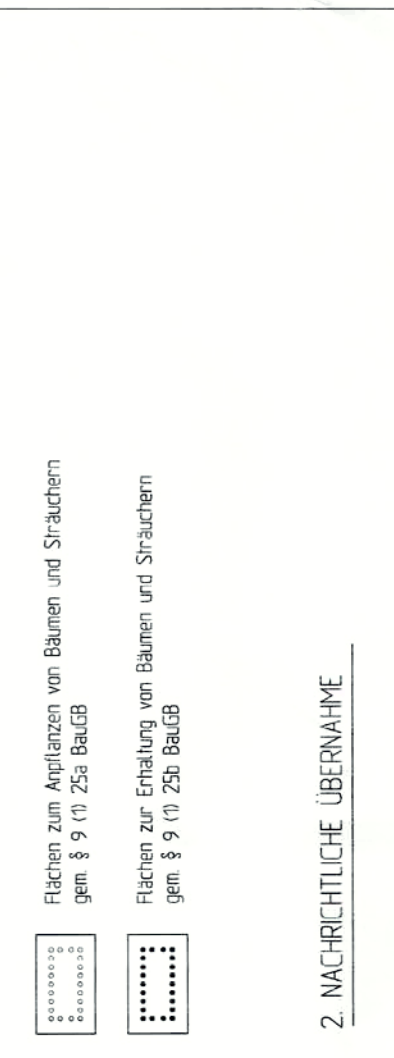 Flächen zum Anpflanzen von Bäumen und Sträuchern
gem. § 9 (1) 25a BauGB
Flächen zur Erhaltung von Bäumen und Sträuchern
gem. § 9 (1) 25b BauGB
2. NACHRICHTLICHE ÜBERNAHME